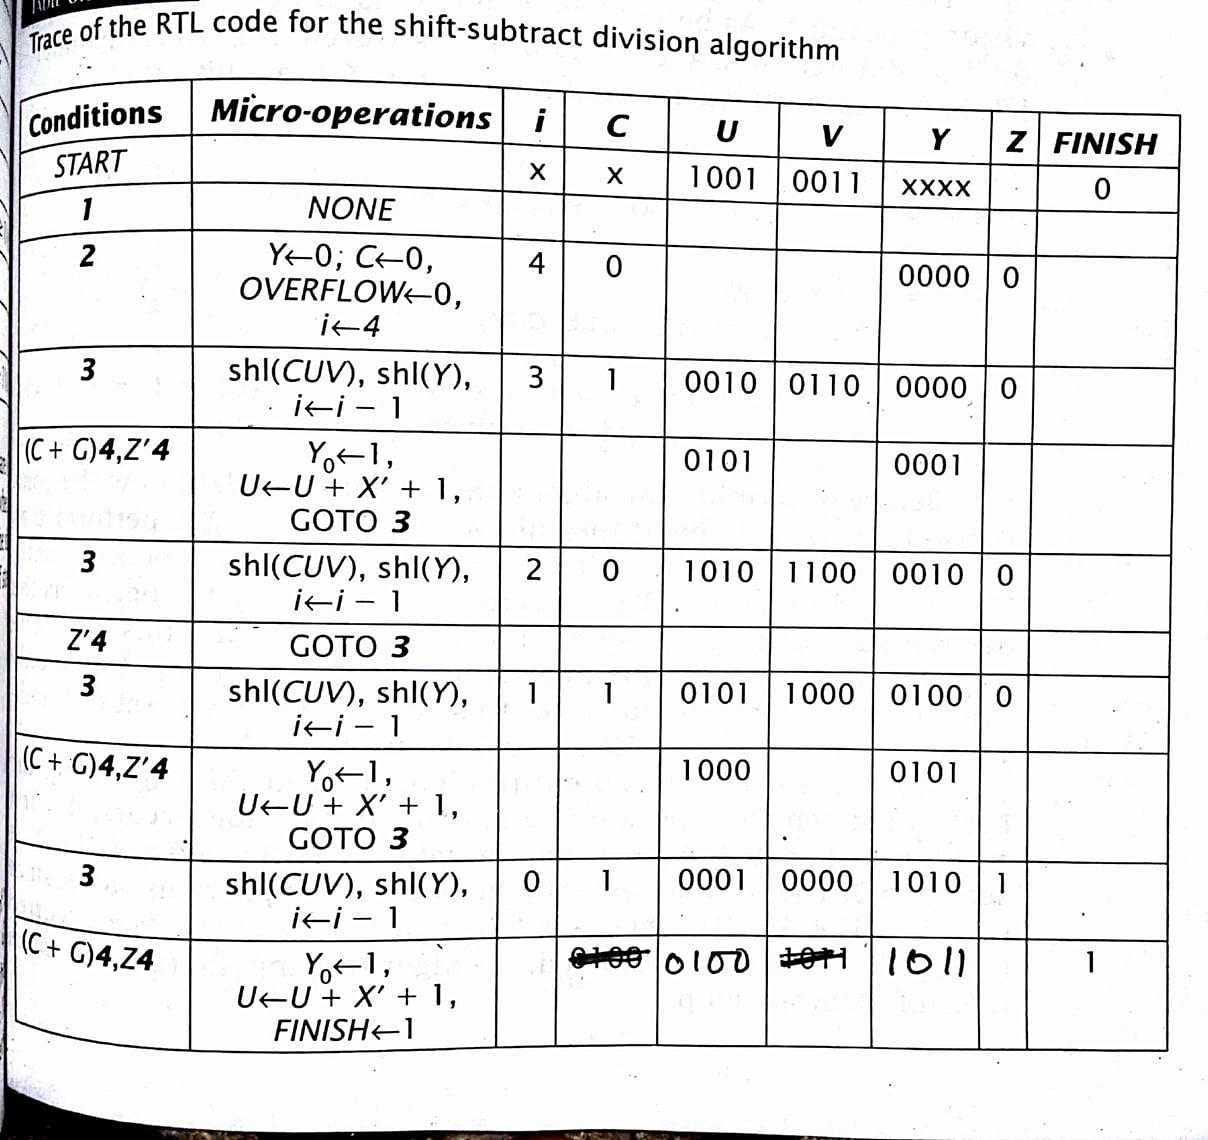 Trace of the RTL code for the shift-subtract division algorithm
Conditions Micro-operations i C U V Y Z FINISH
START x x 1001 0011 xxxx 0
1 NONE
2 Y←0; C←0, 4 0 0000 0
OVERFLOW←0,
i←4
3 shl(CUV), shl(Y), 3 1 0010 0110 0000 0
i←i − 1
(C + G)4,Z′4 Y₀←1, 0101 0001
U←U + X′ + 1,
GOTO 3
3 shl(CUV), shl(Y), 2 0 1010 1100 0010 0
i←i − 1
Z′4 GOTO 3
3 shl(CUV), shl(Y), 1 1 0101 1000 0100 0
i←i − 1
(C + G)4,Z′4 Y₀←1, 1000 0101
U←U + X′ + 1,
GOTO 3
3 shl(CUV), shl(Y), 0 1 0001 0000 1010 1
i←i − 1
(C + G)4,Z4 Y₀←1, 0100 1011 1
U←U + X′ + 1,
FINISH←1